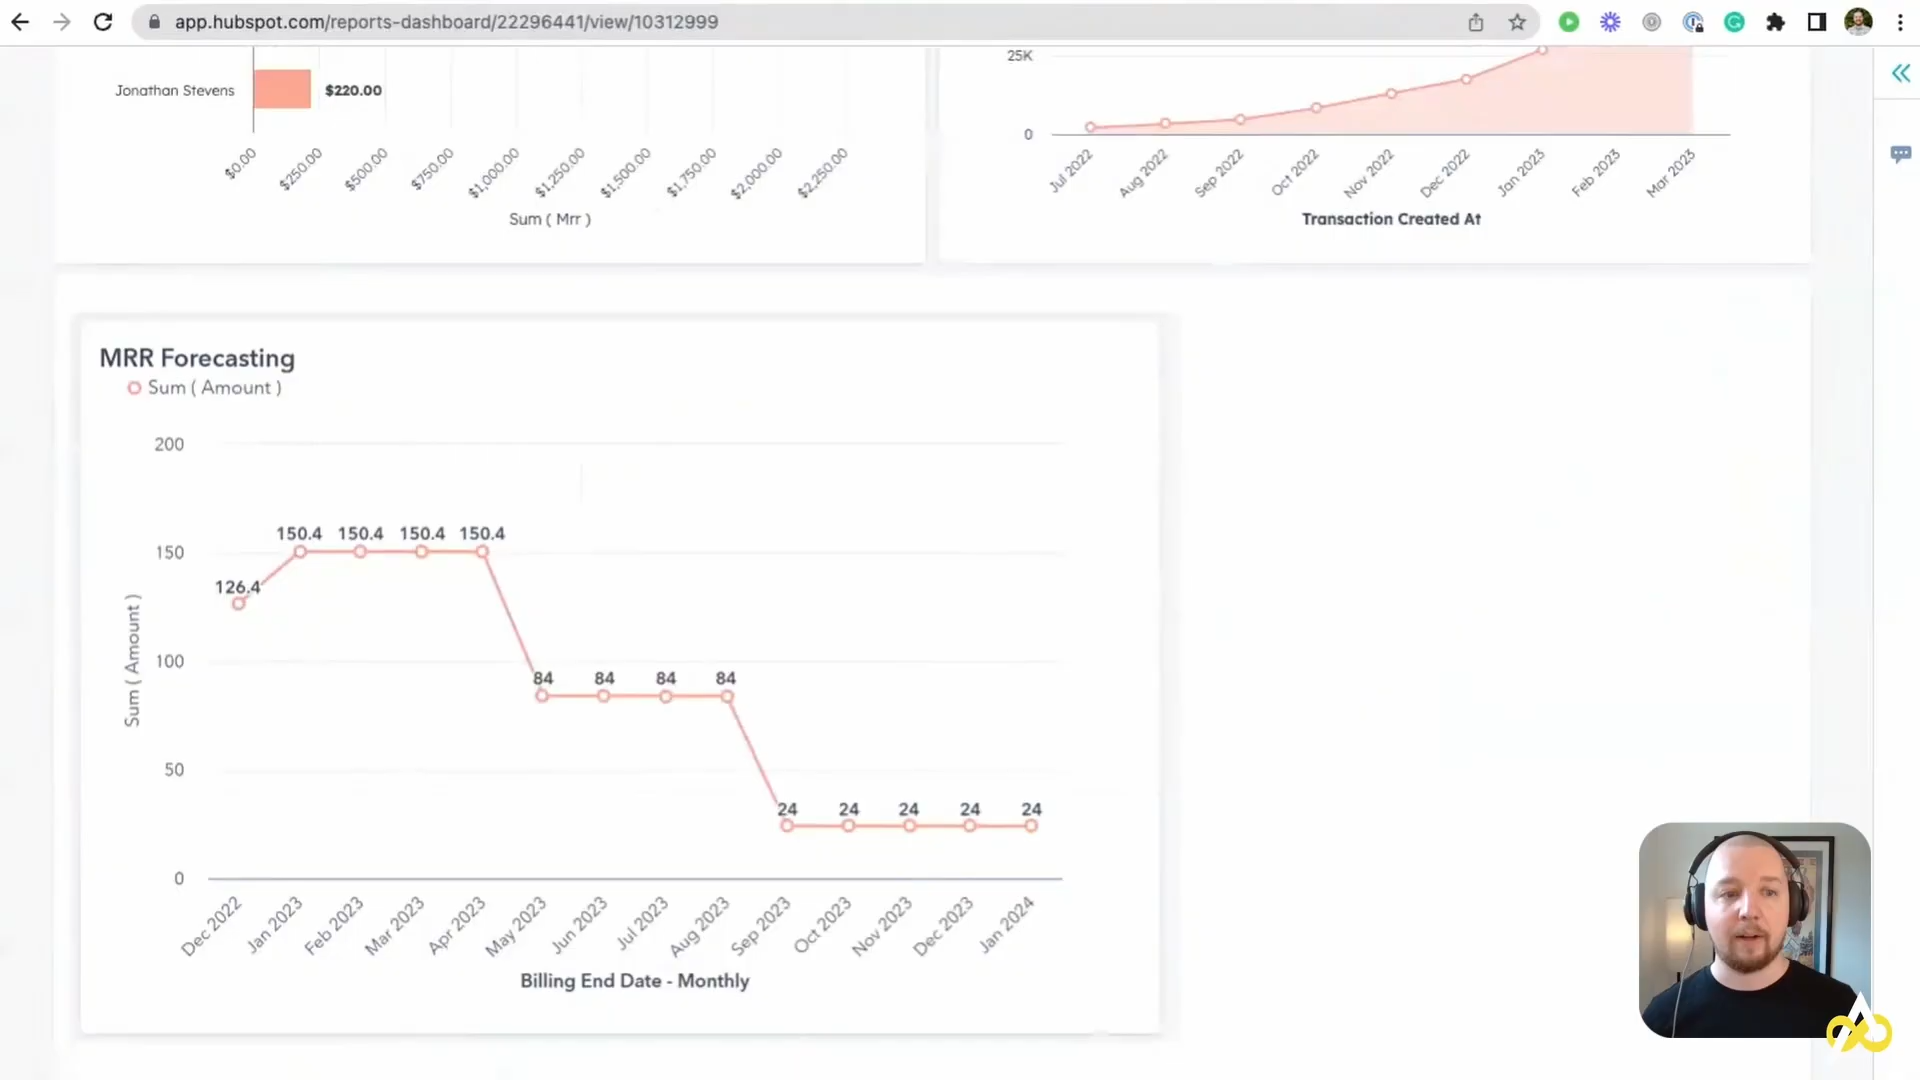 app.hubspot.com/reports-dashboard/22296441/view/10312999
Jonathan Stevens
$220.00
$0.00
$250.00
$500.00
$750.00
$1,000.00
$1,250.00
$1,500.00
$1,750.00
$2,000.00
$2,250.00
Sum ( Mrr )
25K
0
Jul 2022
Aug 2022
Sep 2022
Oct 2022
Nov 2022
Dec 2022
Jan 2023
Feb 2023
Mar 2023
Transaction Created At
MRR Forecasting
Sum ( Amount )
Sum ( Amount )
200
150
100
50
0
126.4
150.4
150.4
150.4
150.4
84
84
84
84
24
24
24
24
24
Dec 2022
Jan 2023
Feb 2023
Mar 2023
Apr 2023
May 2023
Jun 2023
Jul 2023
Aug 2023
Sep 2023
Oct 2023
Nov 2023
Dec 2023
Jan 2024
Billing End Date - Monthly